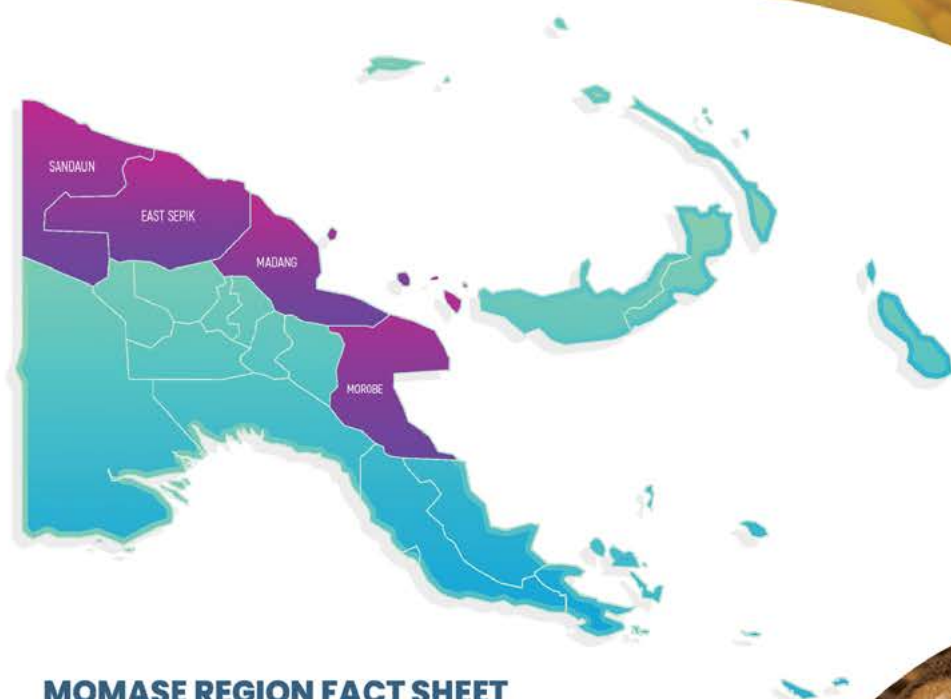 SANDAUN
EAST SEPIK
MADANG
MOROBE
MOMASE REGION FACT SHEET